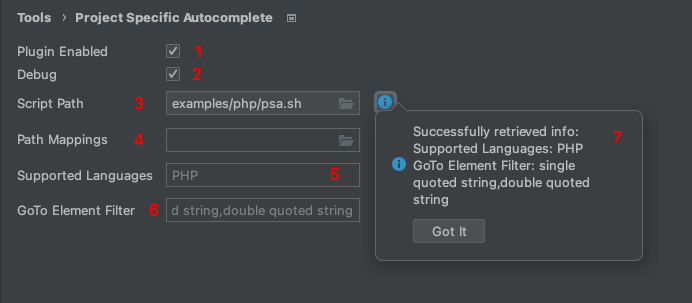 Tools › Project Specific Autocomplete
Plugin Enabled 1
Debug 2
Script Path 3 examples/php/psa.sh
Path Mappings 4
Supported Languages PHP 5
GoTo Element Filter 6 d string,double quoted string
Successfully retrieved info: 7
Supported Languages: PHP
GoTo Element Filter: single
quoted string,double quoted
string
Got It